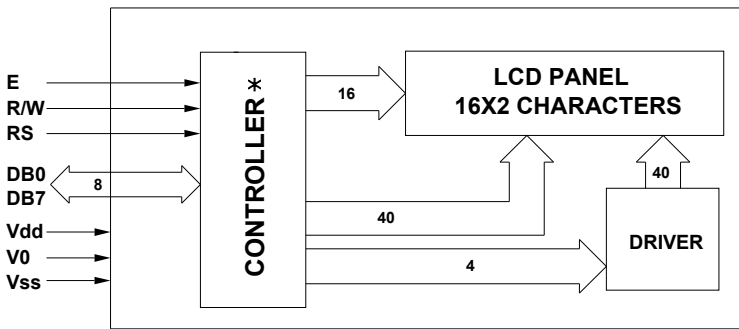 E
R/W
RS
DB0
DB7
8
Vdd
V0
Vss
CONTROLLER*
16
LCD PANEL
16X2 CHARACTERS
40
40
4
DRIVER